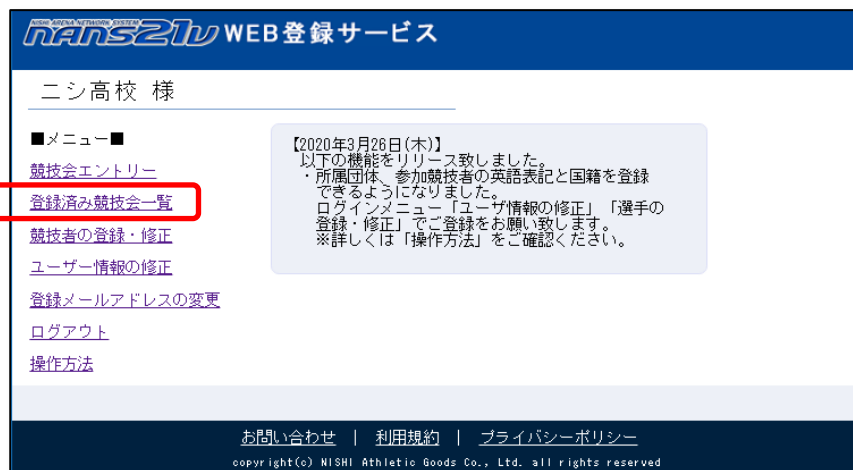 NISHI ARENA NETWORK SYSTEM
nANS21V WEB登録サービス
ニシ高校 様
■メニュー■
競技会エントリー
登録済み競技会一覧
競技者の登録・修正
ユーザー情報の修正
登録メールアドレスの変更
ログアウト
操作方法
【2020年3月26日(木)】
以下の機能をリリース致しました。
・所属団体、参加競技者の英語表記と国籍を登録
できるようになりました。
ログインメニュー「ユーザ情報の修正」「選手の
登録・修正」でご登録をお願い致します。
※詳しくは「操作方法」をご確認ください。
お問い合わせ | 利用規約 | プライバシーポリシー
copyright(c) NISHI Athletic Goods Co., Ltd. all rights reserved